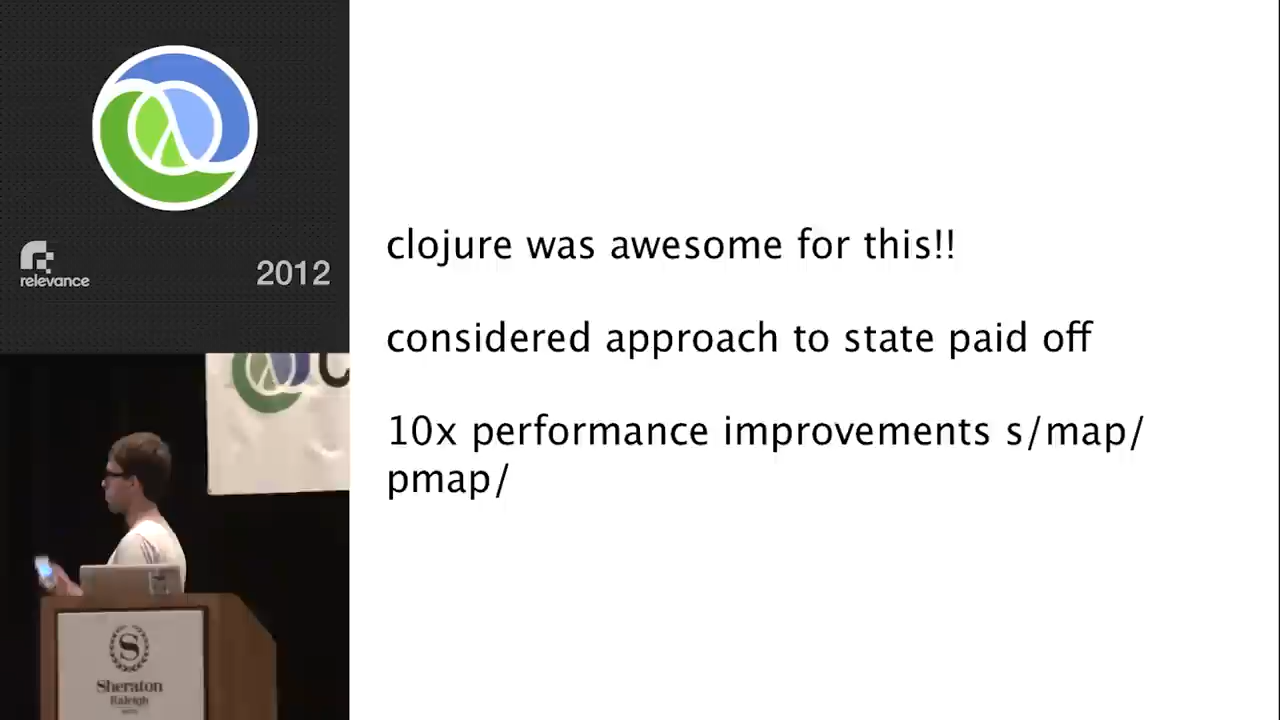 relevance
2012
clojure was awesome for this!!
considered approach to state paid off
10x performance improvements s/map/
pmap/
S
Sheraton
Raleigh